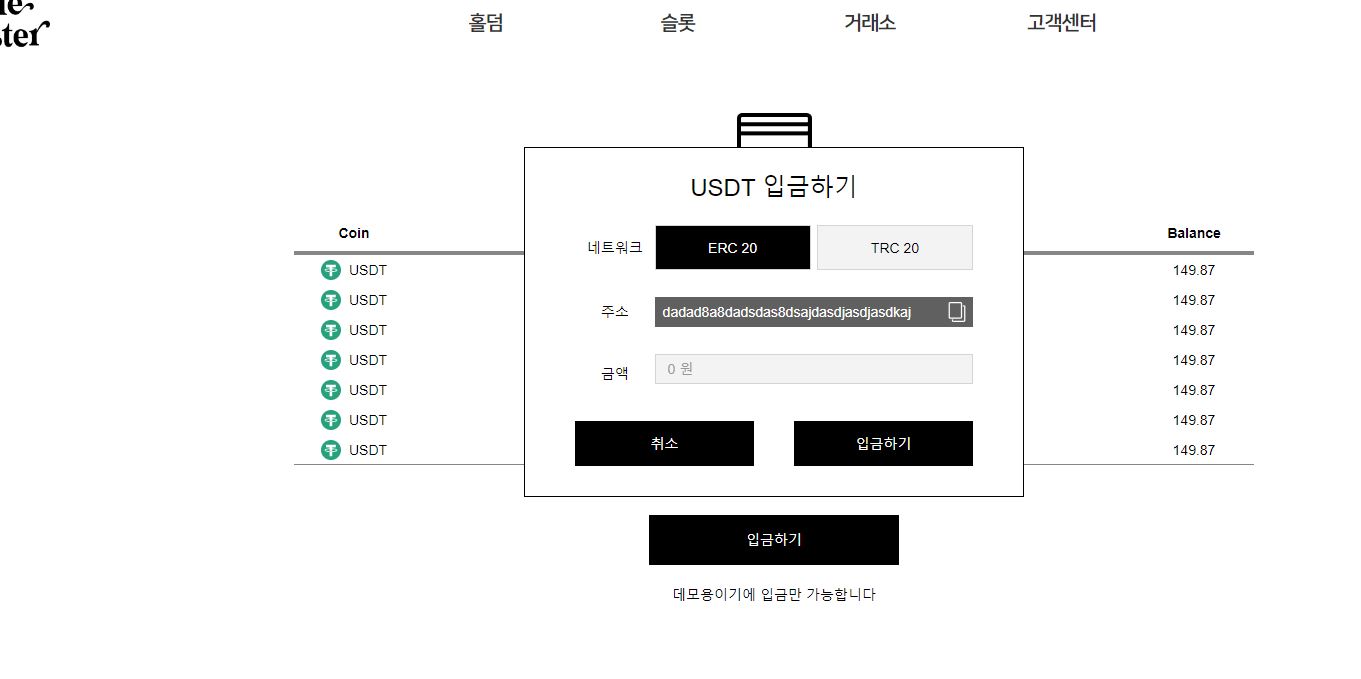 홀덤 슬롯 거래소 고객센터
USDT 입금하기
Coin Balance
네트워크 ERC 20 TRC 20
USDT 149.87
USDT 149.87
주소 dadad8a8dadsdas8dsajdasdjasdjasdkaj
USDT 149.87
USDT 149.87
금액 0 원
USDT 149.87
USDT 149.87
취소 입금하기
USDT 149.87
입금하기
데모용이기에 입금만 가능합니다